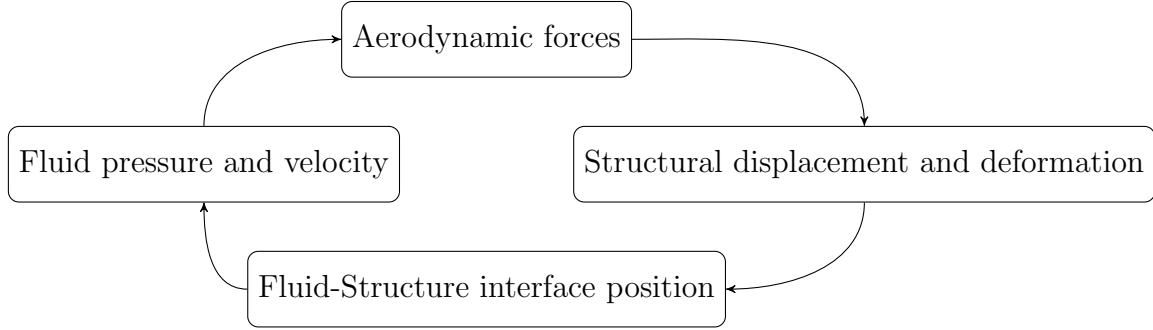 Aerodynamic forces
Fluid pressure and velocity
Structural displacement and deformation
Fluid-Structure interface position